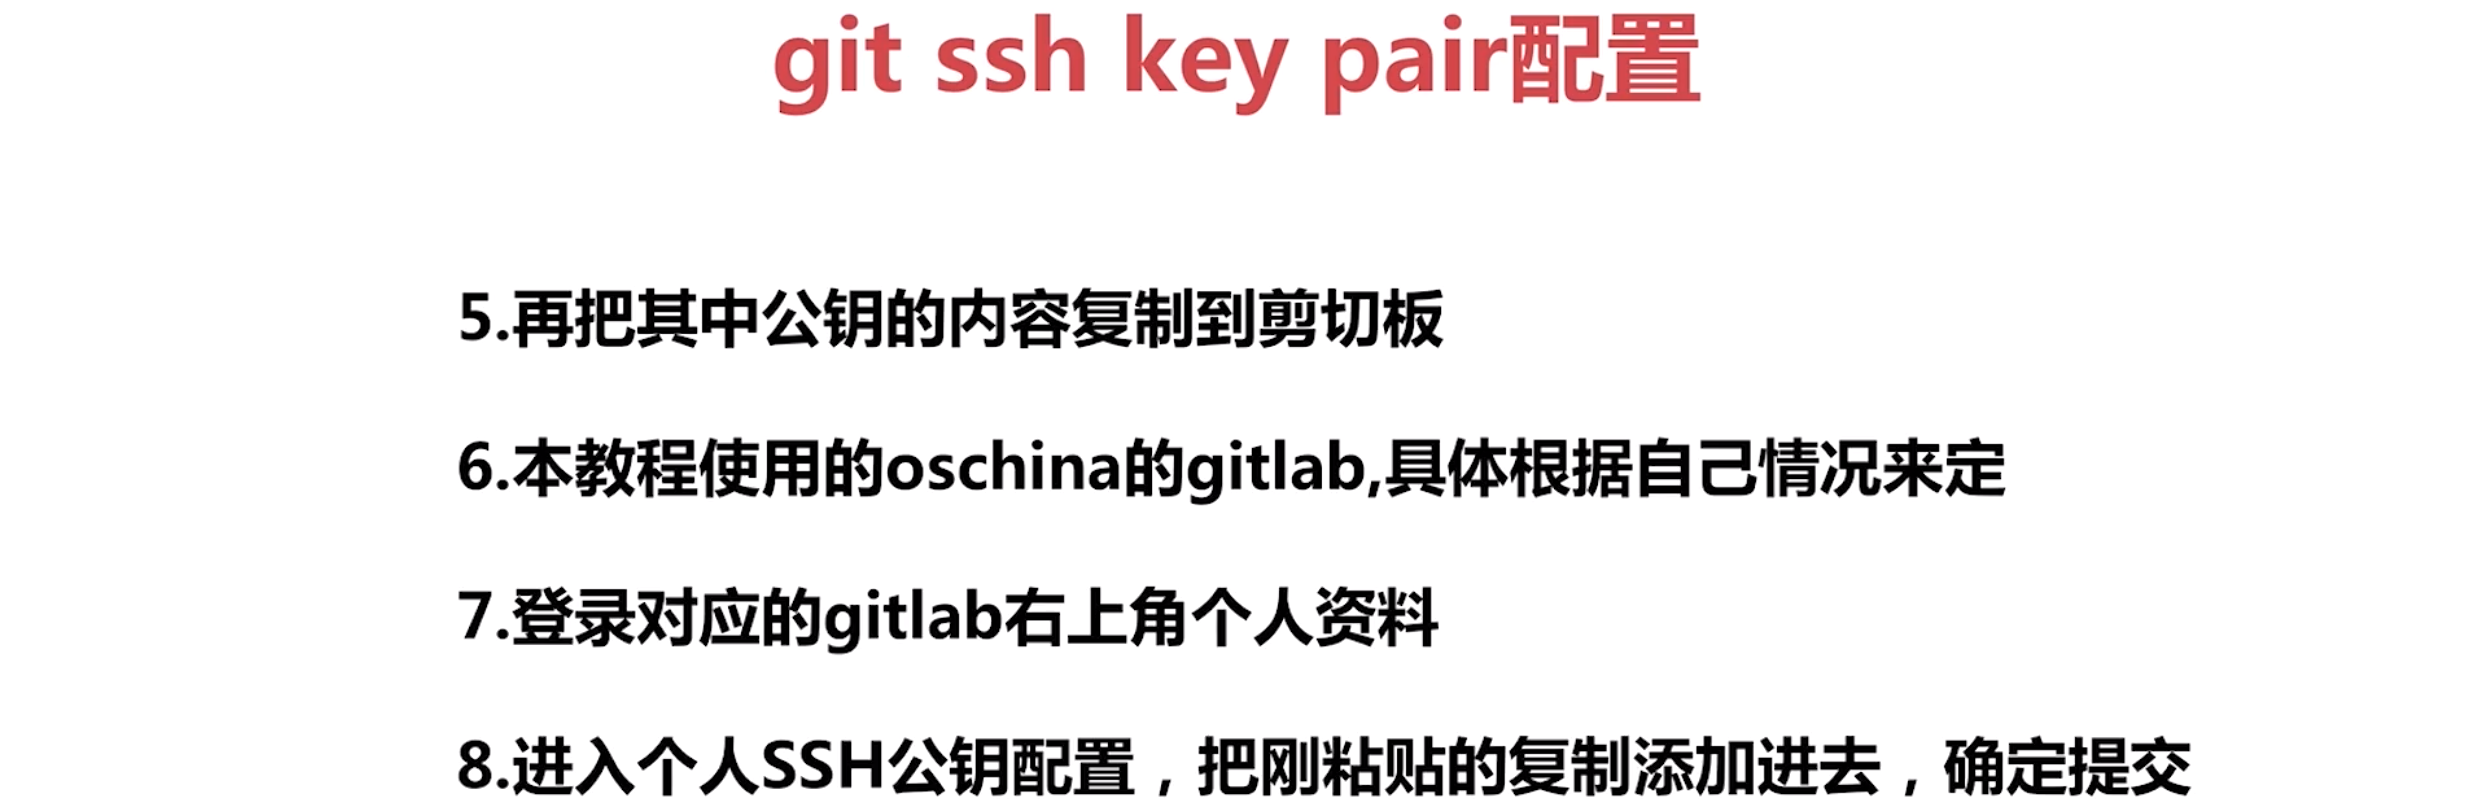 git ssh key pair配置
5.再把其中公钥的内容复制到剪切板
6.本教程使用的oschina的gitlab,具体根据自己情况来定
7.登录对应的gitlab右上角个人资料
8.进入个人SSH公钥配置，把刚粘贴的复制添加进去，确定提交